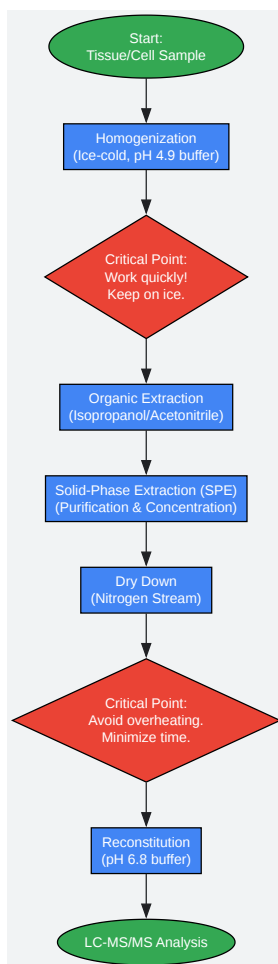 Start:
Tissue/Cell Sample
Homogenization
(Ice-cold, pH 4.9 buffer)
Critical Point:
Work quickly!
Keep on ice.
Organic Extraction
(Isopropanol/Acetonitrile)
Solid-Phase Extraction (SPE)
(Purification & Concentration)
Dry Down
(Nitrogen Stream)
Critical Point:
Avoid overheating.
Minimize time.
Reconstitution
(pH 6.8 buffer)
LC-MS/MS Analysis